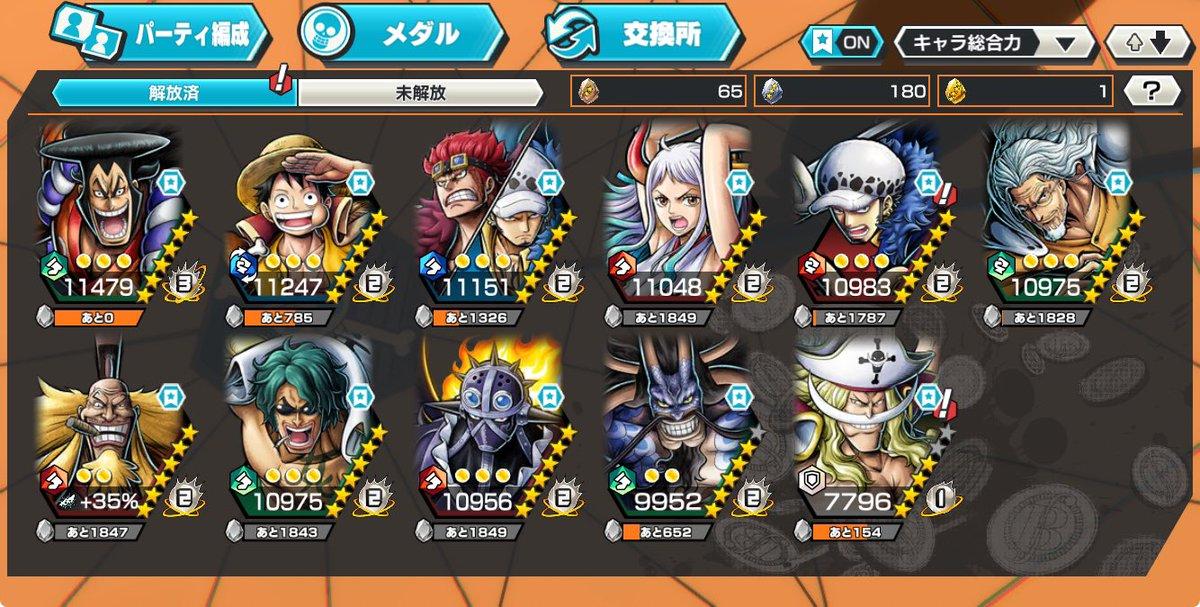 パーティ編成 メダル 交換所 ON キャラ総合力
解放済 未解放 65 180 1 ?
11479 3 11247 2 11151 2 11048 2 10983 2 10975 2
あと0 あと785 あと1326 あと1849 あと1787 あと1828
+35% 2 10975 2 10956 2 9952 2 7796 1
あと1847 あと1843 あと1849 あと652 あと154